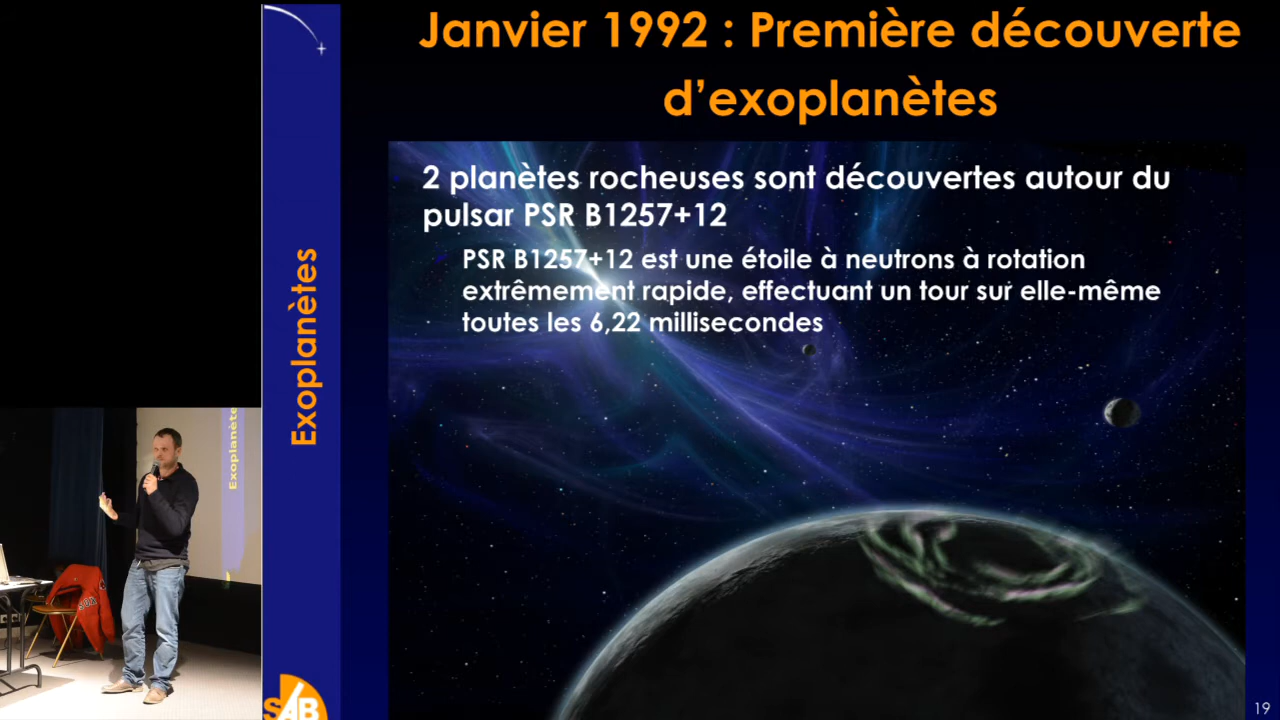 Janvier 1992 : Première découverte
d'exoplanètes
2 planètes rocheuses sont découvertes autour du
pulsar PSR B1257+12
PSR B1257+12 est une étoile à neutrons à rotation
extrêmement rapide, effectuant un tour sur elle-même
toutes les 6,22 millisecondes
Exoplanètes
Exoplanète
SAB
19